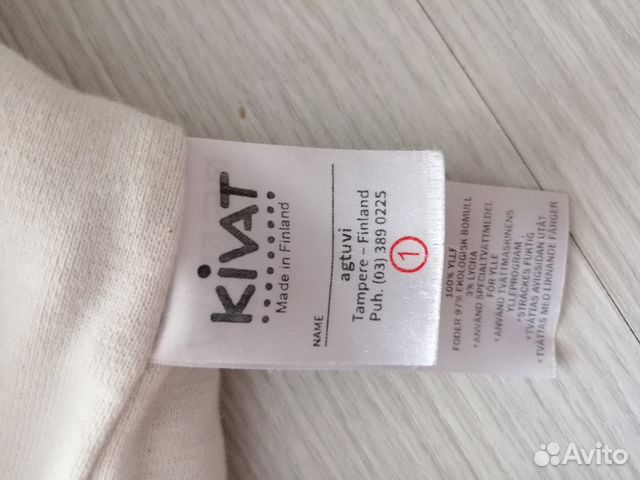 KIVAT
Made in Finland
NAME
agtuvi
Tampere – Finland
Puh. (03) 389 0225
1
100% YLLE
FODER 97% EKOLOGISK BOMULL
3% LYCRA
*ANVÄND SPECIALTVÄTTMEDEL
FÖR YLLE
*ANVÄND TVÄTTMASKINENS
YLLEPROGRAM
*STRÄCKES FUKTIG
*TVÄTTAS AVIGSIDAN UTÅT
*TVÄTTAS MED LIKNANDE FÄRGER
Avito